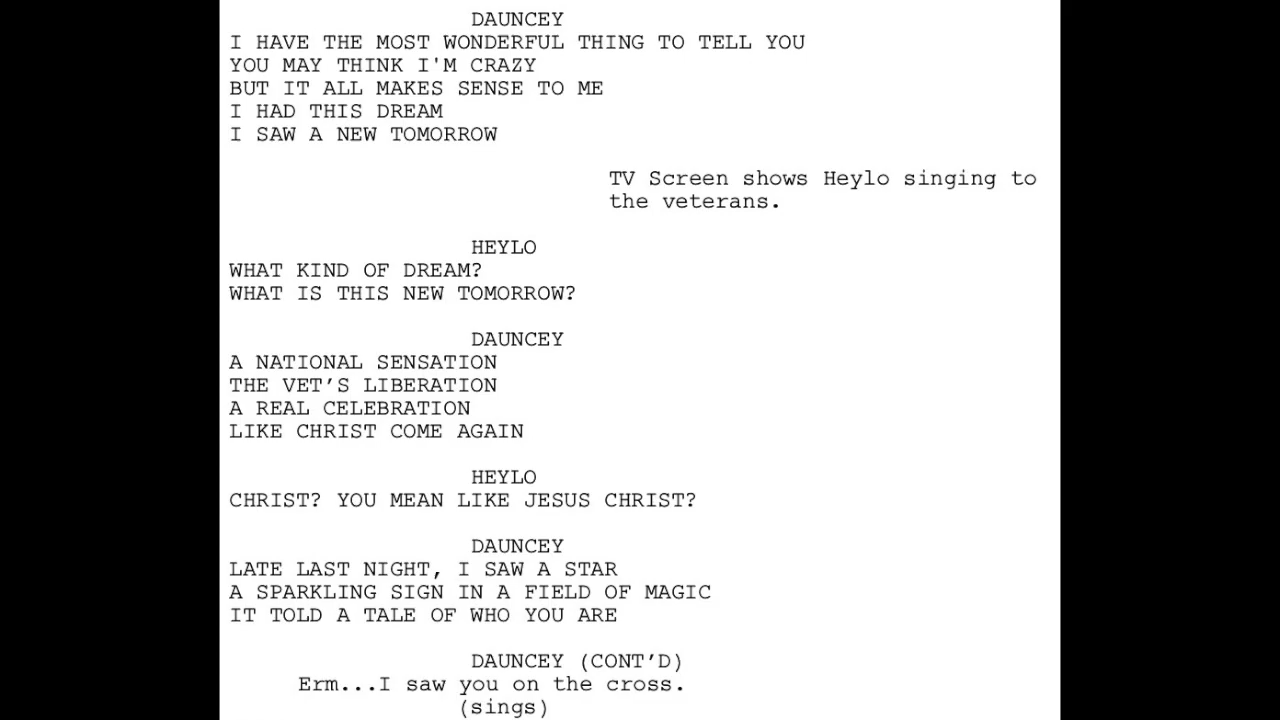 DAUNCEY
I HAVE THE MOST WONDERFUL THING TO TELL YOU
YOU MAY THINK I'M CRAZY
BUT IT ALL MAKES SENSE TO ME
I HAD THIS DREAM
I SAW A NEW TOMORROW
TV Screen shows Heylo singing to
the veterans.
HEYLO
WHAT KIND OF DREAM?
WHAT IS THIS NEW TOMORROW?
DAUNCEY
A NATIONAL SENSATION
THE VET’S LIBERATION
A REAL CELEBRATION
LIKE CHRIST COME AGAIN
HEYLO
CHRIST? YOU MEAN LIKE JESUS CHRIST?
DAUNCEY
LATE LAST NIGHT, I SAW A STAR
A SPARKLING SIGN IN A FIELD OF MAGIC
IT TOLD A TALE OF WHO YOU ARE
DAUNCEY (CONT’D)
Erm...I saw you on the cross.
(sings)